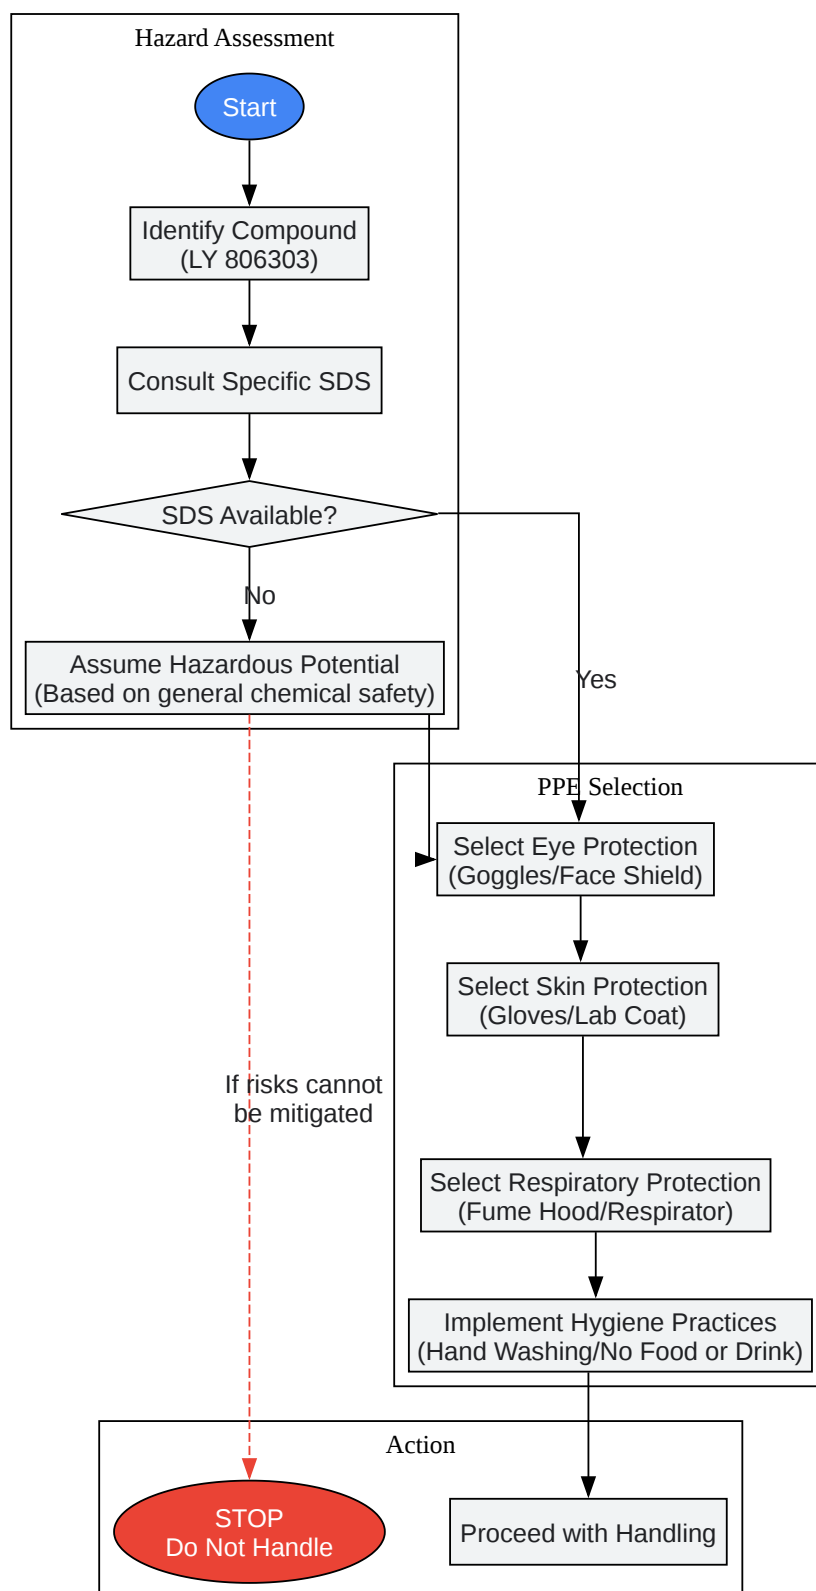 Hazard Assessment
Start
Identify Compound
(LY 806303)
Consult Specific SDS
SDS Available?
No
Assume Hazardous Potential
(Based on general chemical safety)
Yes
PPE Selection
Select Eye Protection
(Goggles/Face Shield)
Select Skin Protection
(Gloves/Lab Coat)
If risks cannot
be mitigated
Select Respiratory Protection
(Fume Hood/Respirator)
Implement Hygiene Practices
(Hand Washing/No Food or Drink)
Action
STOP
Do Not Handle
Proceed with Handling